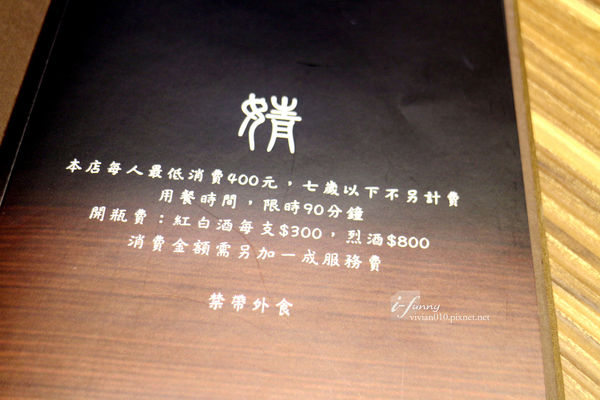 婧
本店每人最低消費400元，七歲以下不另計費
用餐時間，限時90分鐘
開瓶費：紅白酒每支$300，烈酒$800
消費金額需另加一成服務費
禁帶外食
i-funny
vivian010.pixnet.net